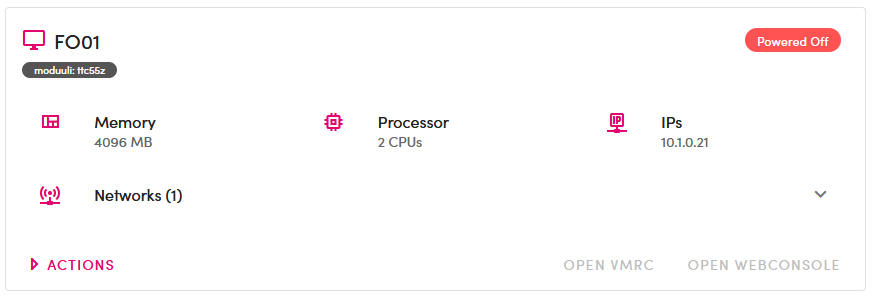 FO01
Powered Off
moduuli: ttc55z
Memory
4096 MB
Processor
2 CPUs
IP
IPs
10.1.0.21
Networks (1)
ACTIONS
OPEN VMRC
OPEN WEBCONSOLE